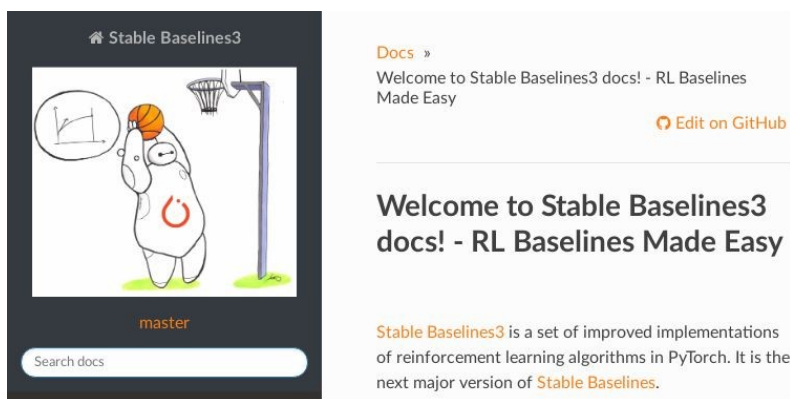 Stable Baselines3
master
Search docs
Docs »
Welcome to Stable Baselines3 docs! - RL Baselines
Made Easy
Edit on GitHub
Welcome to Stable Baselines3
docs! - RL Baselines Made Easy
Stable Baselines3 is a set of improved implementations
of reinforcement learning algorithms in PyTorch. It is the
next major version of Stable Baselines.